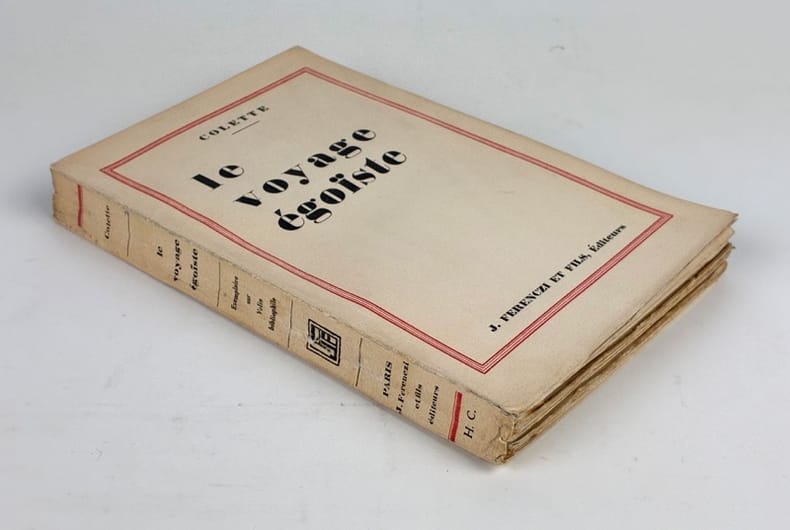 COLETTE
le
voyage
égoïste
J. FERENCZI ET FILS, Éditeurs
Colette
le
voyage
égoïste
Exemplaire
sur
Vélin
bibliophile
PARIS
J. Ferenczi
et fils
éditeurs
H. C.